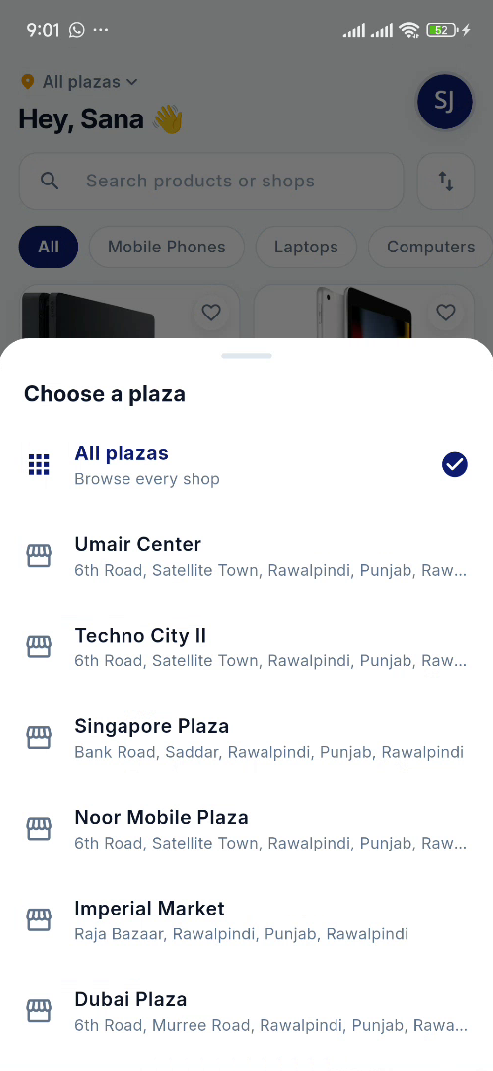 9:01
52
All plazas
Hey, Sana 👋
SJ
Search products or shops
All
Mobile Phones
Laptops
Computers
Choose a plaza
All plazas
Browse every shop
Umair Center
6th Road, Satellite Town, Rawalpindi, Punjab, Raw...
Techno City II
6th Road, Satellite Town, Rawalpindi, Punjab, Raw...
Singapore Plaza
Bank Road, Saddar, Rawalpindi, Punjab, Rawalpindi
Noor Mobile Plaza
6th Road, Satellite Town, Rawalpindi, Punjab, Raw...
Imperial Market
Raja Bazaar, Rawalpindi, Punjab, Rawalpindi
Dubai Plaza
6th Road, Murree Road, Rawalpindi, Punjab, Rawa...